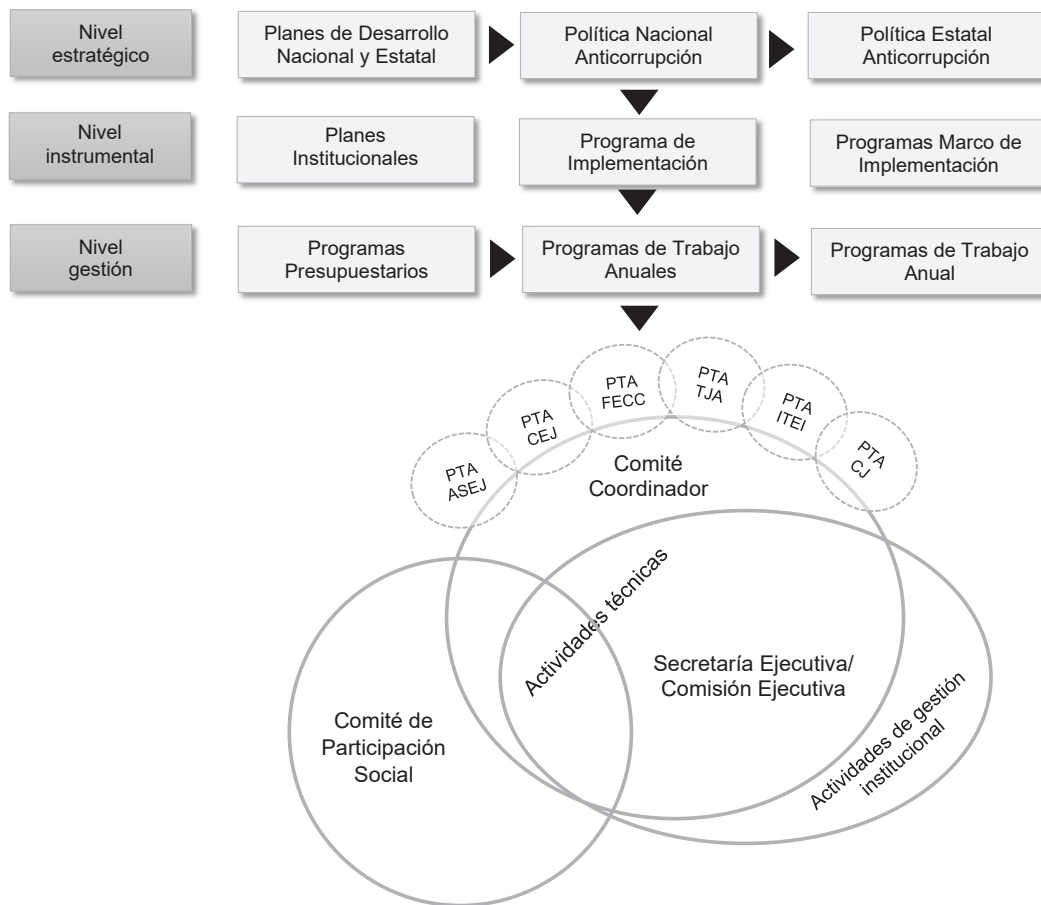 Nivel
estratégico
Planes de Desarrollo
Nacional y Estatal
Política Nacional
Anticorrupción
Política Estatal
Anticorrupción
Nivel
instrumental
Planes
Institucionales
Programa de
Implementación
Programas Marco de
Implementación
Nivel
gestión
Programas
Presupuestarios
Programas de Trabajo
Anuales
Programas de Trabajo
Anual
PTA
ASEJ
PTA
CEJ
PTA
FECC
PTA
TJA
PTA
ITEI
PTA
CJ
Comité
Coordinador
Actividades técnicas
Secretaría Ejecutiva/
Comisión Ejecutiva
Comité de
Participación
Social
Actividades de gestión
institucional